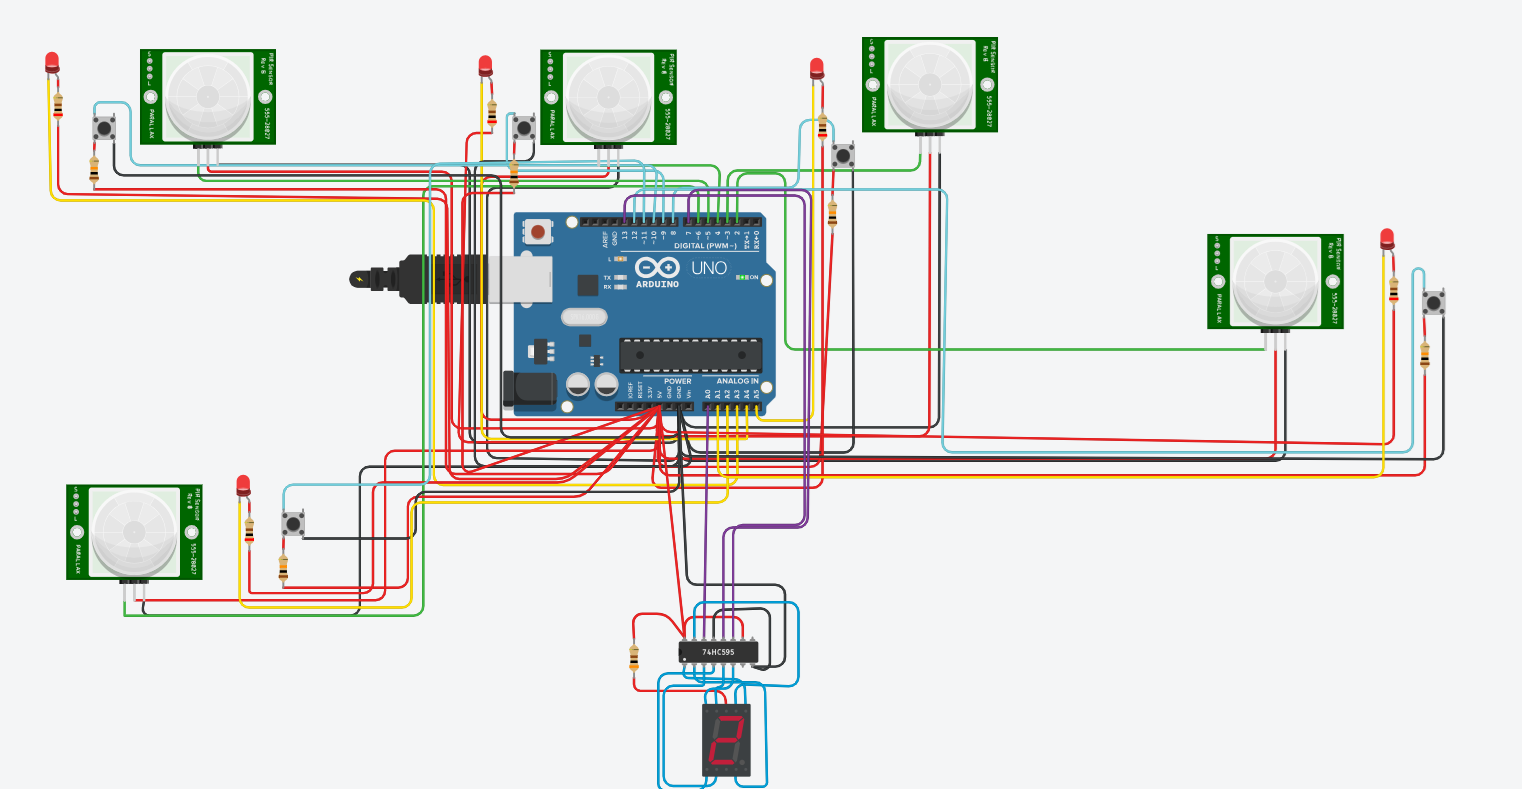 PIR Sensor
Rev B
555-28027
PARALLAX
S
L
PIR Sensor
Rev B
555-28027
PARALLAX
S
L
PIR Sensor
Rev B
555-28027
PARALLAX
S
L
AREF
GND
13
12
~11
~10
~9
8
7
~6
~5
4
~3
2
TX→1
RX←0
DIGITAL (PWM~)
L
TX
RX
UNO
ARDUINO
ON
PIR Sensor
Rev B
555-28027
PARALLAX
S
L
POWER
ANALOG IN
IOREF
RESET
3.3V
5V
GND
GND
Vin
A0
A1
A2
A3
A4
A5
PIR Sensor
Rev B
555-28027
PARALLAX
S
L
74HC595
2